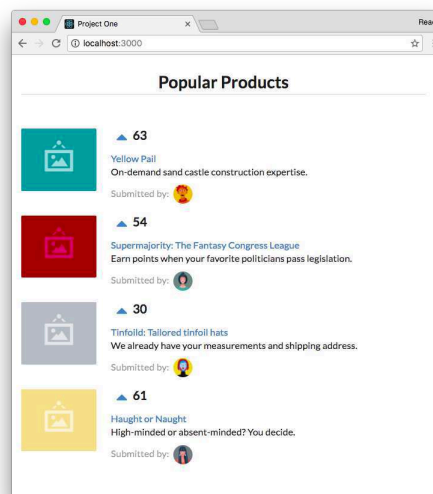 Project One
Reac
localhost:3000
Popular Products
63
Yellow Pail
On-demand sand castle construction expertise.
Submitted by:
54
Supermajority: The Fantasy Congress League
Earn points when your favorite politicians pass legislation.
Submitted by:
30
Tinfoild: Tailored tinfoil hats
We already have your measurements and shipping address.
Submitted by:
61
Haught or Naught
High-minded or absent-minded? You decide.
Submitted by: